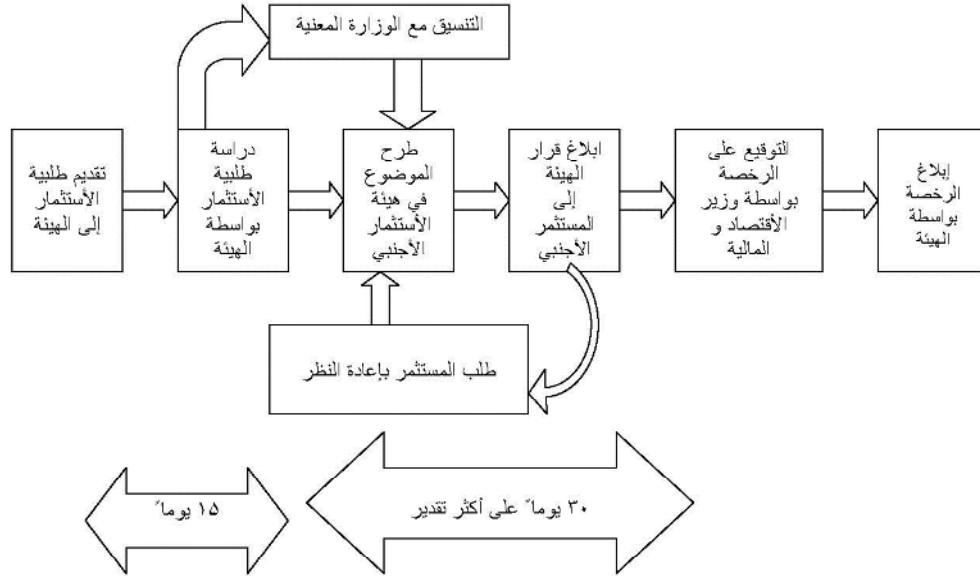 التنسيق مع الوزارة المعنية
تقديم طلبية
الأستثمار
إلى الهيئة
دراسة
طلبية
الأستثمار
بواسطة
الهيئة
طرح
الموضوع
في هيئة
الأستثمار
الأجنبي
ابلاغ قرار
الهيئة
إلى
المستثمر
الأجنبي
التوقيع على
الرخصة
بواسطة وزير
الأقتصاد و
المالية
إبلاغ
الرخصة
بواسطة
الهيئة
طلب المستثمر بإعادة النظر
١۵ يوماً
٣٠ يوماً على أكثر تقدير